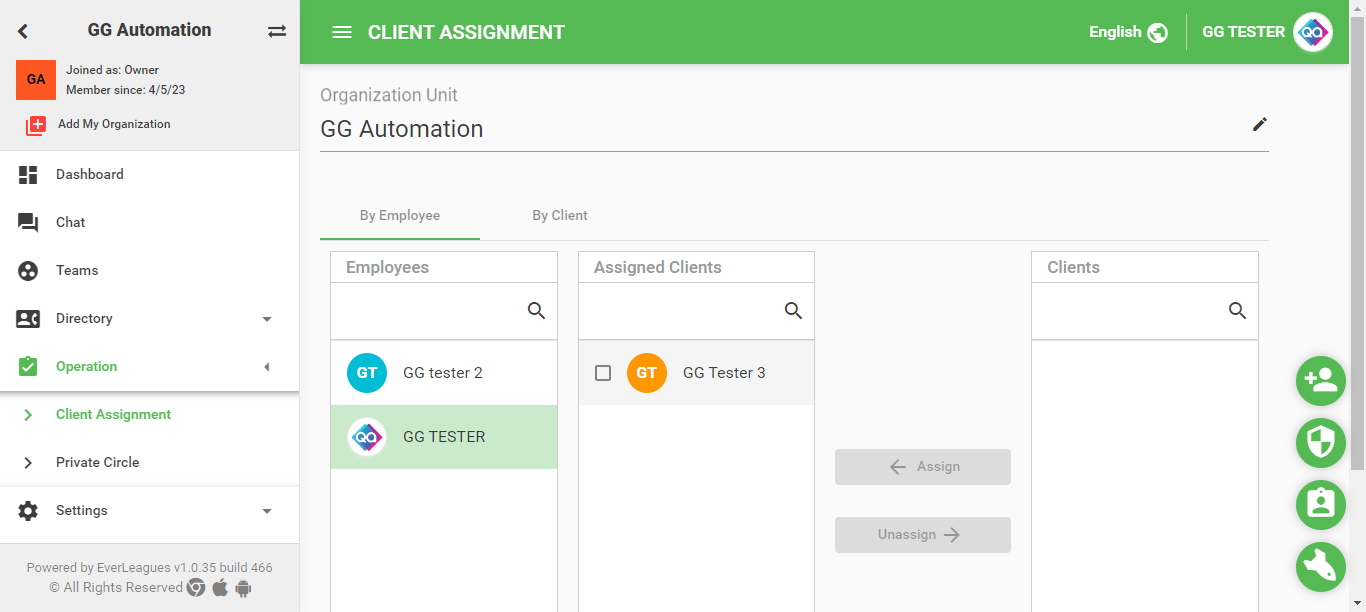 GG Automation
GA
Joined as: Owner
Member since: 4/5/23
Add My Organization
Dashboard
Chat
Teams
Directory
Operation
Client Assignment
Private Circle
Settings
Powered by EverLeagues v1.0.35 build 466
© All Rights Reserved
CLIENT ASSIGNMENT
English
GG TESTER
QA
Organization Unit
GG Automation
By Employee
By Client
Employees
GT
GG tester 2
QA
GG TESTER
Assigned Clients
GT
GG Tester 3
Assign
Unassign
Clients